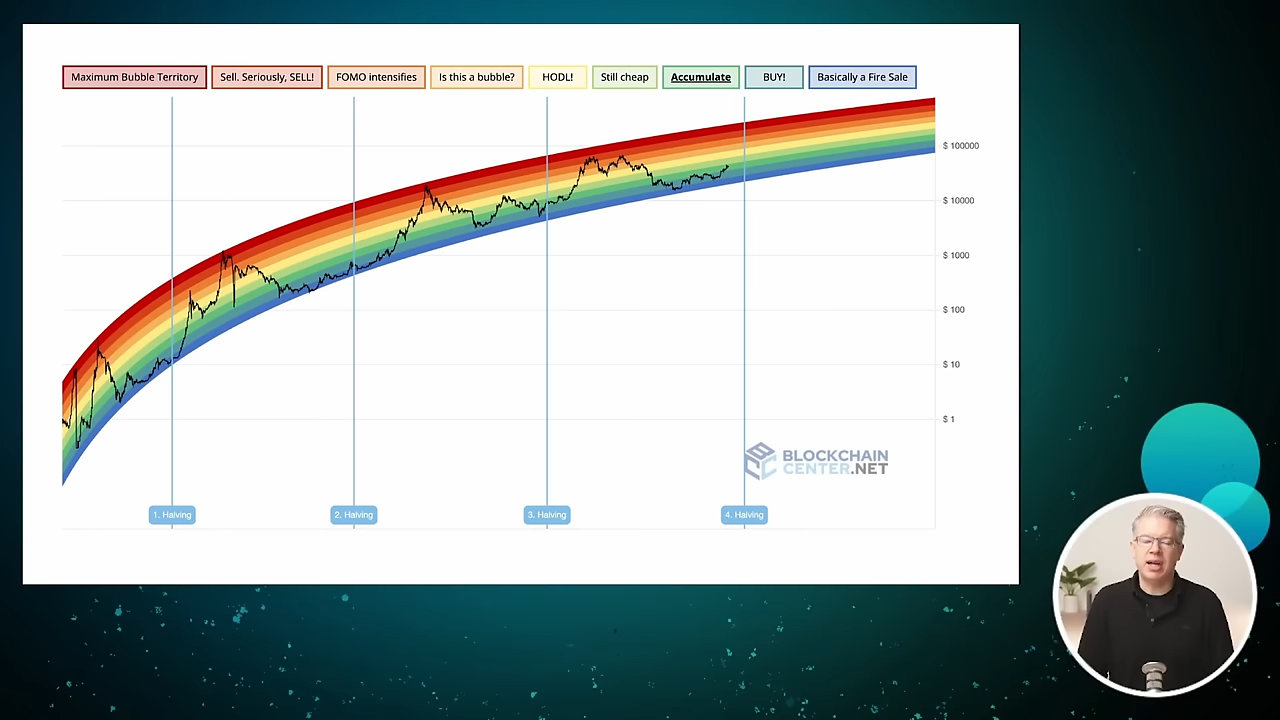 Maximum Bubble Territory
Sell. Seriously, SELL!
FOMO intensifies
Is this a bubble?
HODL!
Still cheap
Accumulate
BUY!
Basically a Fire Sale
$ 100000
$ 10000
$ 1000
$ 100
$ 10
$ 1
BLOCKCHAIN
CENTER.NET
1. Halving
2. Halving
3. Halving
4. Halving